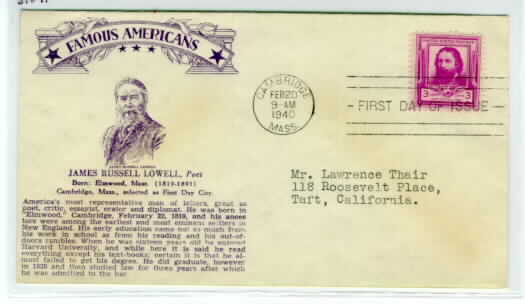 FAMOUS AMERICANS
JAMES RUSSELL LOWELL, Poet
Born: Elmwood, Mass. (1819-1891)
Cambridge, Mass., selected as First Day City.
America's most representative man of letters, great as
poet, critic, essayist, orator and diplomat. He was born in
"Elmwood," Cambridge, February 22, 1819, and his ances
tors were among the earliest and most eminent settlers in
New England. His early education came not so much from
his work in school as from his reading and his out-of-
doors rambles. When he was sixteen years old he entered
Harvard University, and while here it is said he read
everything except his text-books; certain it is that he al-
most failed to get his degree. He did graduate, however
in 1838 and then studied law for three years after which
he was admitted to the bar
CAMBRIDGE
FEB 20
9-AM
1940
MASS.
3 3
FIRST DAY OF ISSUE
Mr. Lawrence Thair
118 Roosevelt Place,
Taft, California.